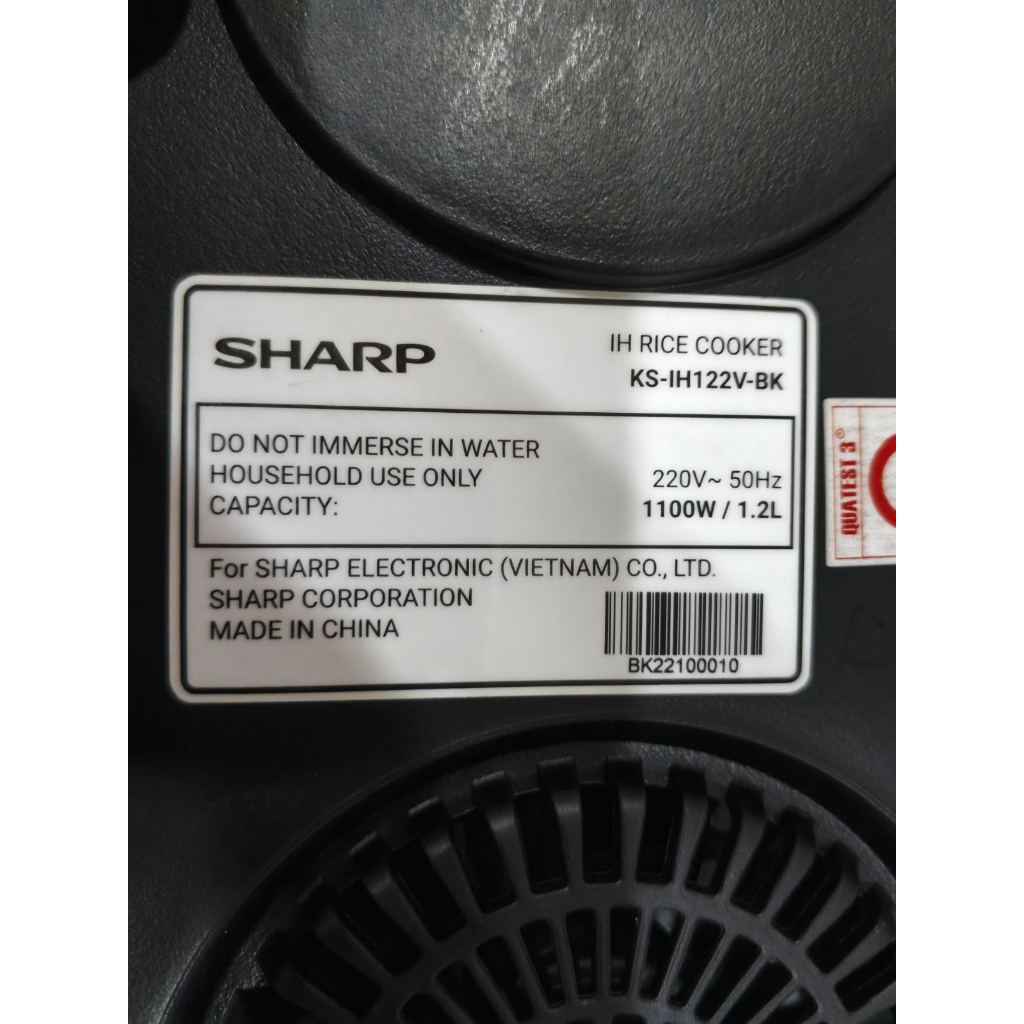 SHARP
IH RICE COOKER
KS-IH122V-BK
DO NOT IMMERSE IN WATER
HOUSEHOLD USE ONLY
220V~ 50Hz
CAPACITY:
1100W / 1.2L
For SHARP ELECTRONIC (VIETNAM) CO., LTD.
SHARP CORPORATION
MADE IN CHINA
BK22100010
QUATEST 3®